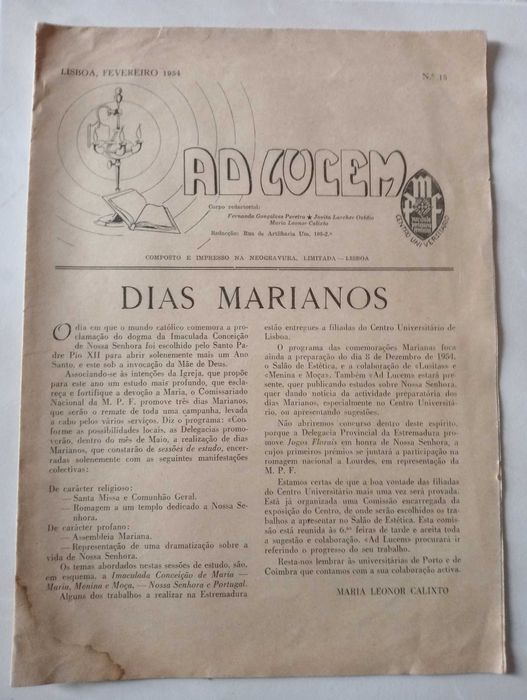 LISBOA, FEVEREIRO 1954
N.º 15
AD LUCEM
Corpo redactorial:
Fernanda Gonçalves Pereira ★ Jovita Larcher Ovídio
Maria Leonor Calixto
Redacção: Rua de Artilharia Um, 105-2.º
M P F
CENTRO UNIVERSITÁRIO
COMPOSTO E IMPRESSO NA NEOGRAVURA, LIMITADA — LISBOA
DIAS MARIANOS
O dia em que o mundo católico comemora a pro-
clamação do dogma da Imaculada Conceição
de Nossa Senhora foi escolhido pelo Santo Pa-
dre Pio XII para abrir solenemente mais um Ano
Santo, e este sob a invocação da Mãe de Deus.
Associando-se às intenções da Igreja, que propõe
para este ano um estudo mais profundo, que escla-
reça e fortifique a devoção a Maria, o Comissariado
Nacional da M. P. F. promove três dias Marianos,
que serão o remate de toda uma campanha, levada
a cabo pelos vários serviços. Diz o programa: «Con-
forme as possibilidades locais, as Delegacias promo-
verão, dentro do mês de Maio, a realização de dias
Marianos, que constarão de sessões de estudo, encer-
radas solenemente com as seguintes manifestações
colectivas:
De carácter religioso:
— Santa Missa e Comunhão Geral.
— Romagem a um templo dedicado a Nossa Se-
nhora.
De carácter profano:
— Assembleia Mariana.
— Representação de uma dramatização sobre a
vida de Nossa Senhora.
Os temas abordados nestas sessões de estudo, são,
em esquema, a Imaculada Conceição de Maria —
Maria, Menina e Moça, — Nossa Senhora e Portugal.
Alguns dos trabalhos a realizar na Estremadura
estão entregues a filiadas do Centro Universitário de
Lisboa.
O programa das comemorações Marianas foca
ainda a preparação do dia 8 de Dezembro de 1954,
o Salão de Estética, e a colaboração de «Lusitas» e
«Menina e Moça». Também «Ad Lucem» estará pre-
sente, quer publicando estudos sobre Nossa Senhora,
quer dando notícia da actividade preparatória dos
dias Marianos, especialmente no Centro Universitá-
rio, ou apresentando sugestões.
Não abriremos concurso dentro deste espírito,
porque a Delegacia Provincial da Estremadura pro-
move Jogos Florais em honra de Nossa Senhora, a
cujos primeiros prémios se juntará a participação na
romagem nacional a Lourdes, em representação da
M. P. F.
Estamos certas de que a boa vontade das filiadas
do Centro Universitário mais uma vez será provada.
Está já organizada uma Comissão encarregada da
exposição do Centro, de onde serão escolhidos os tra-
balhos a apresentar no Salão de Estética. Esta comis-
são está reunida às 6.ªˢ feiras de tarde e aceita toda
a sugestão e colaboração. «Ad Lucem» procurará ir
referindo o progresso do seu trabalho.
Resta-nos lembrar às universitárias de Porto e de
Coimbra que contamos com a sua colaboração activa.
MARIA LEONOR CALIXTO